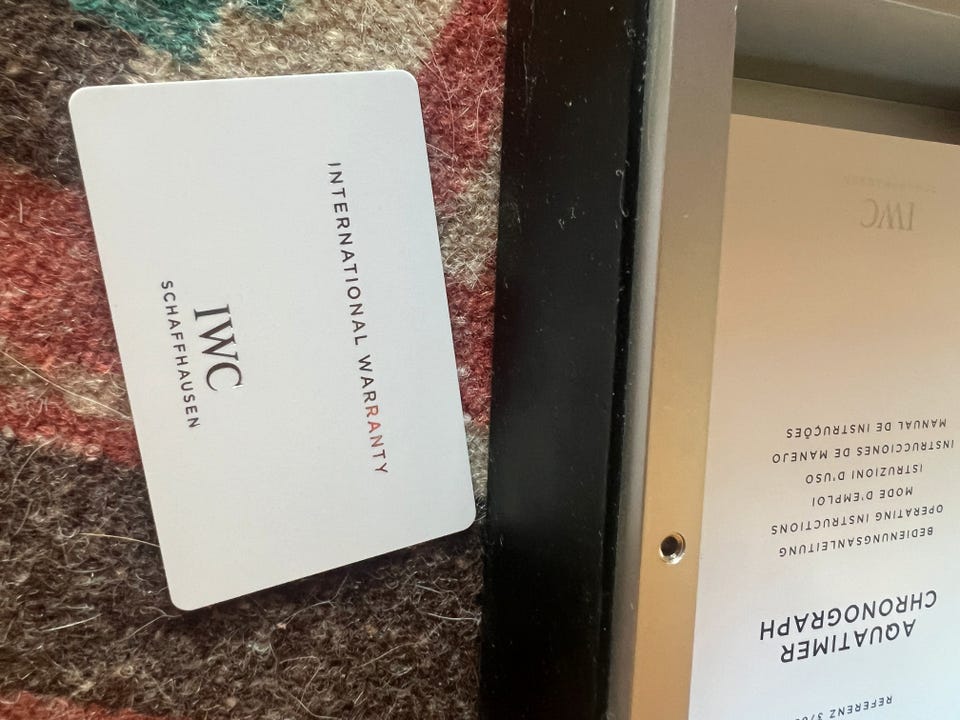 INTERNATIONAL WARRANTY
IWC
SCHAFFHAUSEN
REFERENZ
AQUATIMER
CHRONOGRAPH
BEDIENUNGSANLEITUNG
OPERATING INSTRUCTIONS
MODE D'EMPLOI
ISTRUZIONI D'USO
INSTRUCCIONES DE MANEJO
MANUAL DE INSTRUÇÕES
IWC